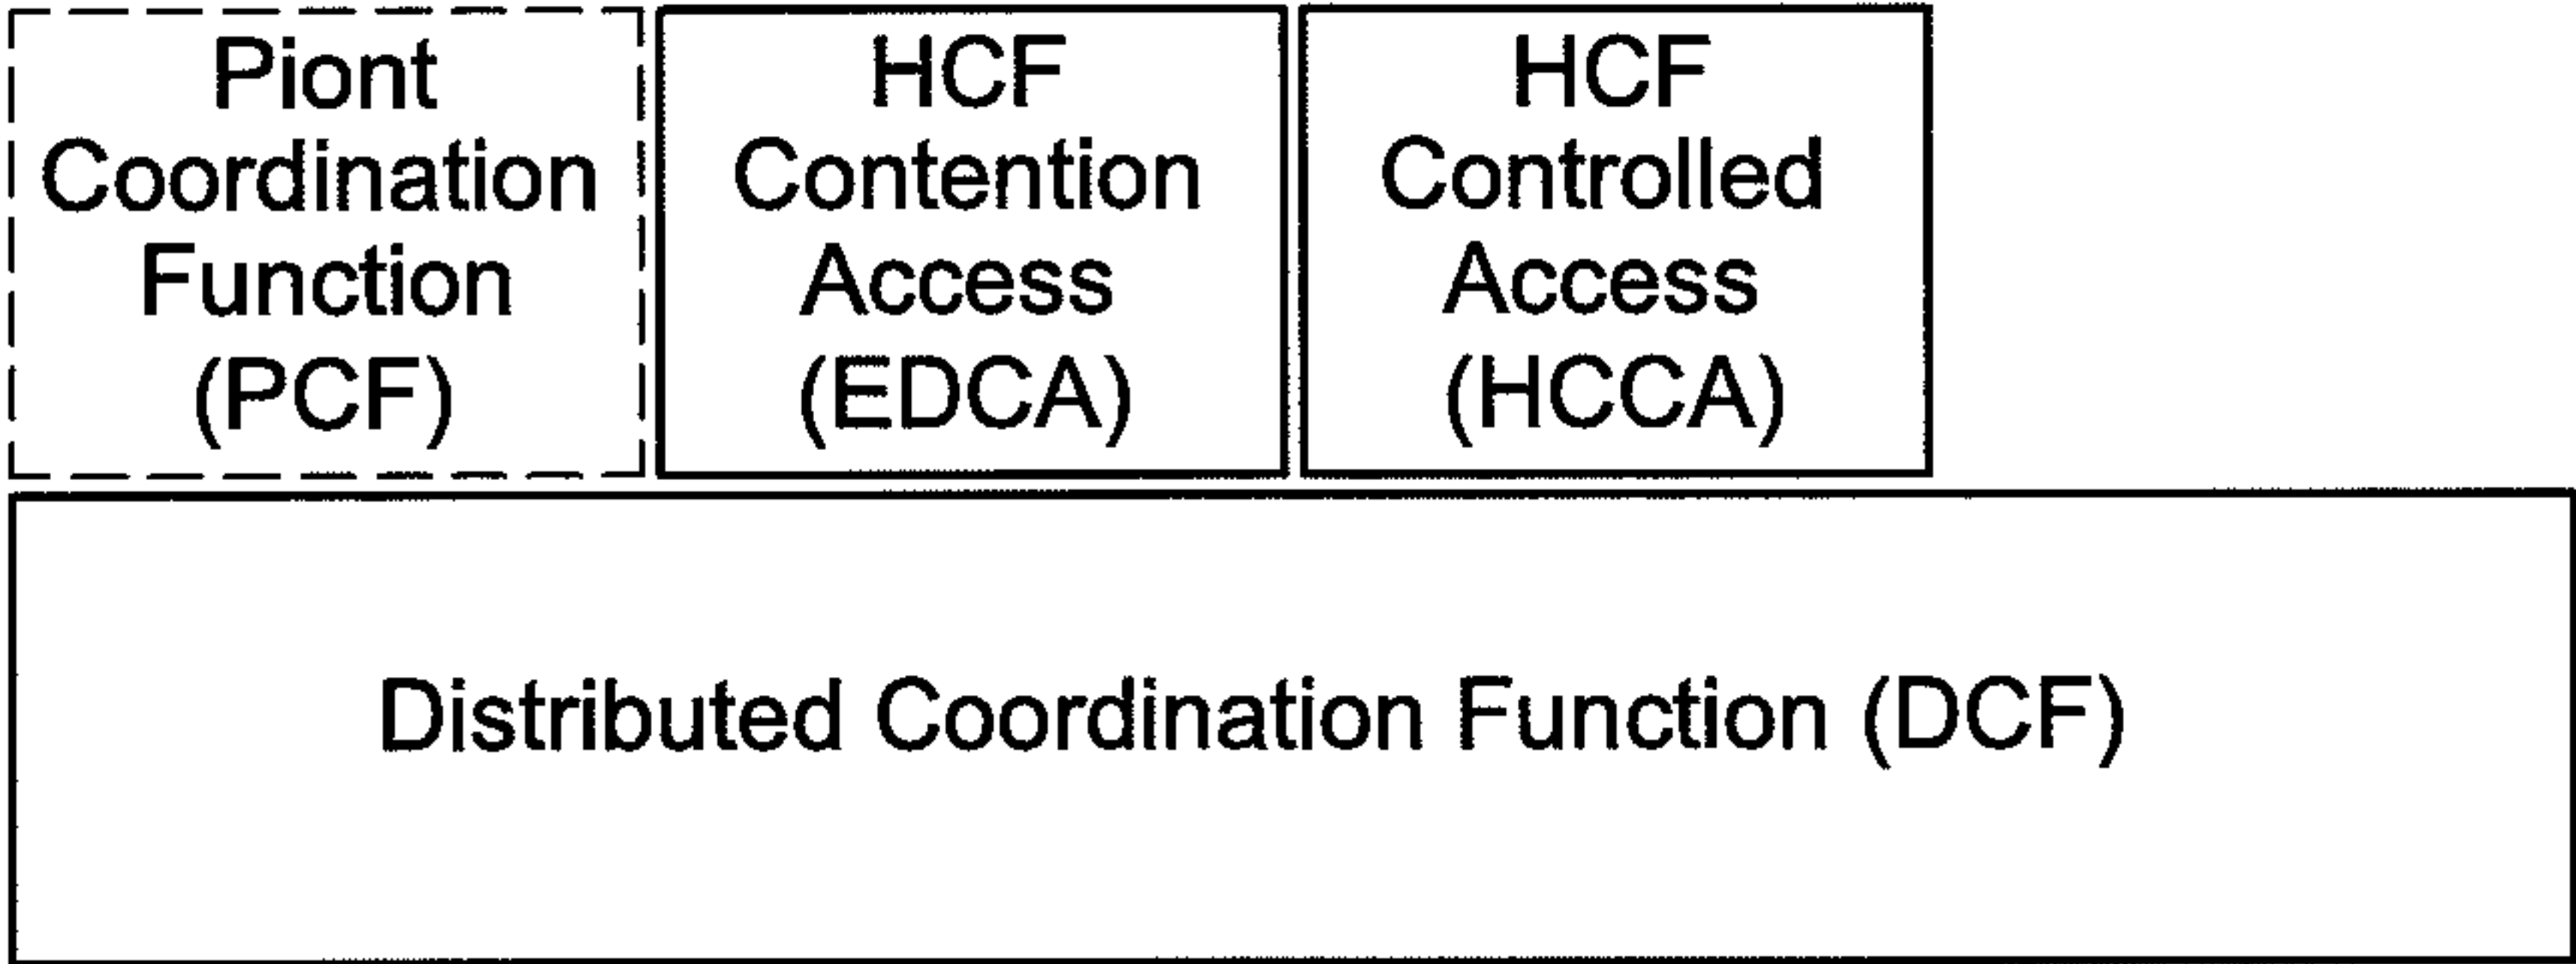 Piont
Coordination
Function
(PCF)
HCF
Contention
Access
(EDCA)
HCF
Controlled
Access
(HCCA)
Distributed Coordination Function (DCF)